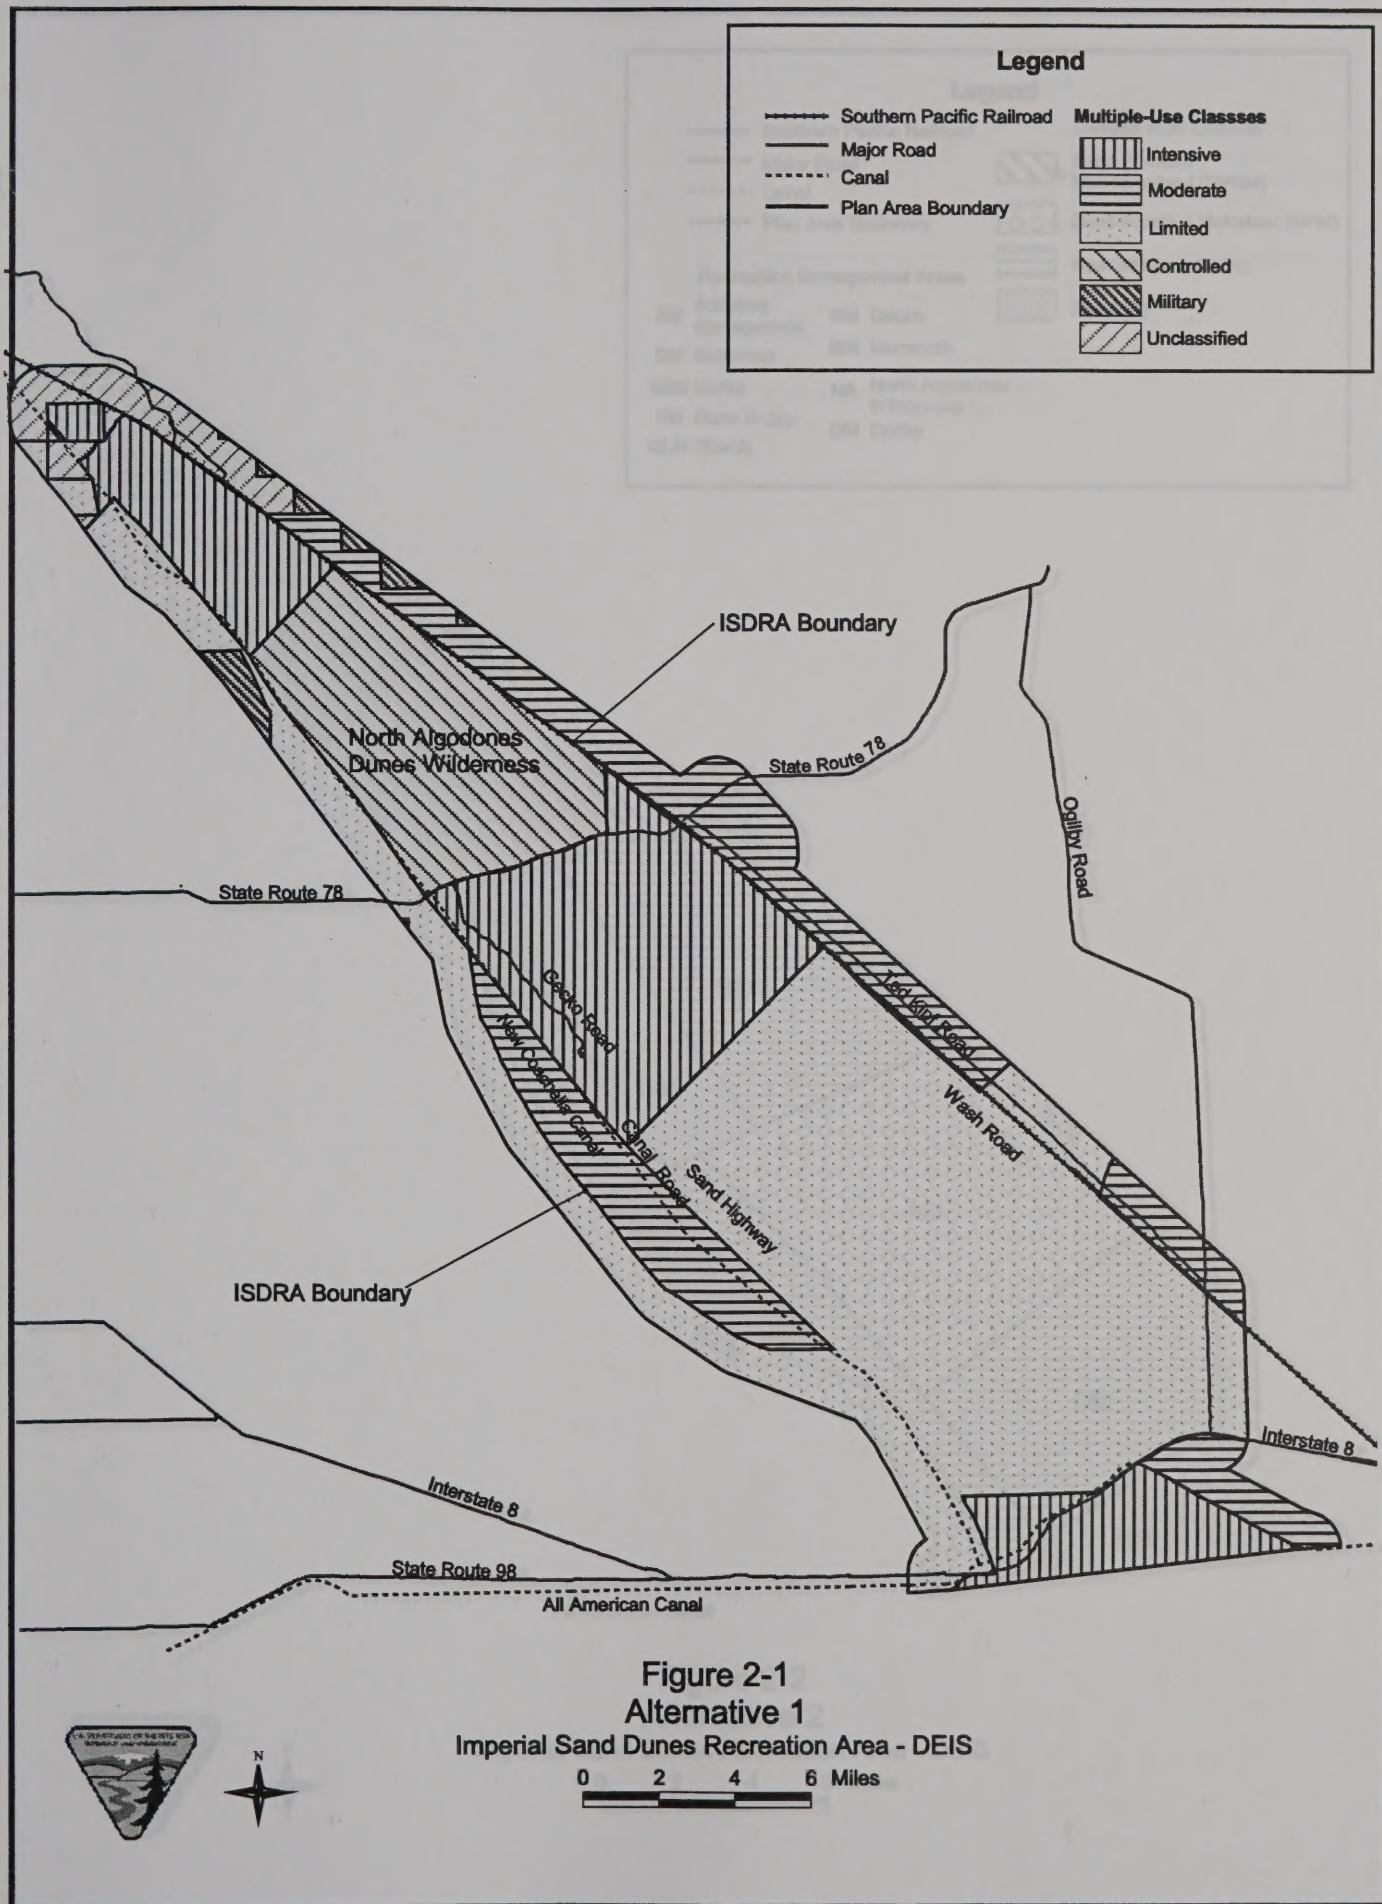 Legend
Southern Pacific Railroad
Major Road
Canal
Plan Area Boundary
Multiple-Use Classses
Intensive
Moderate
Limited
Controlled
Military
Unclassified
ISDRA Boundary
North Algodones
Dunes Wilderness
State Route 78
Ogilby Road
State Route 78
Gecko Road
New Coachella Canal
Canal Road
Sand Highway
Ted Kipf Road
Wash Road
ISDRA Boundary
Interstate 8
Interstate 8
State Route 98
All American Canal
Figure 2-1
Alternative 1
Imperial Sand Dunes Recreation Area - DEIS
0 2 4 6 Miles
N